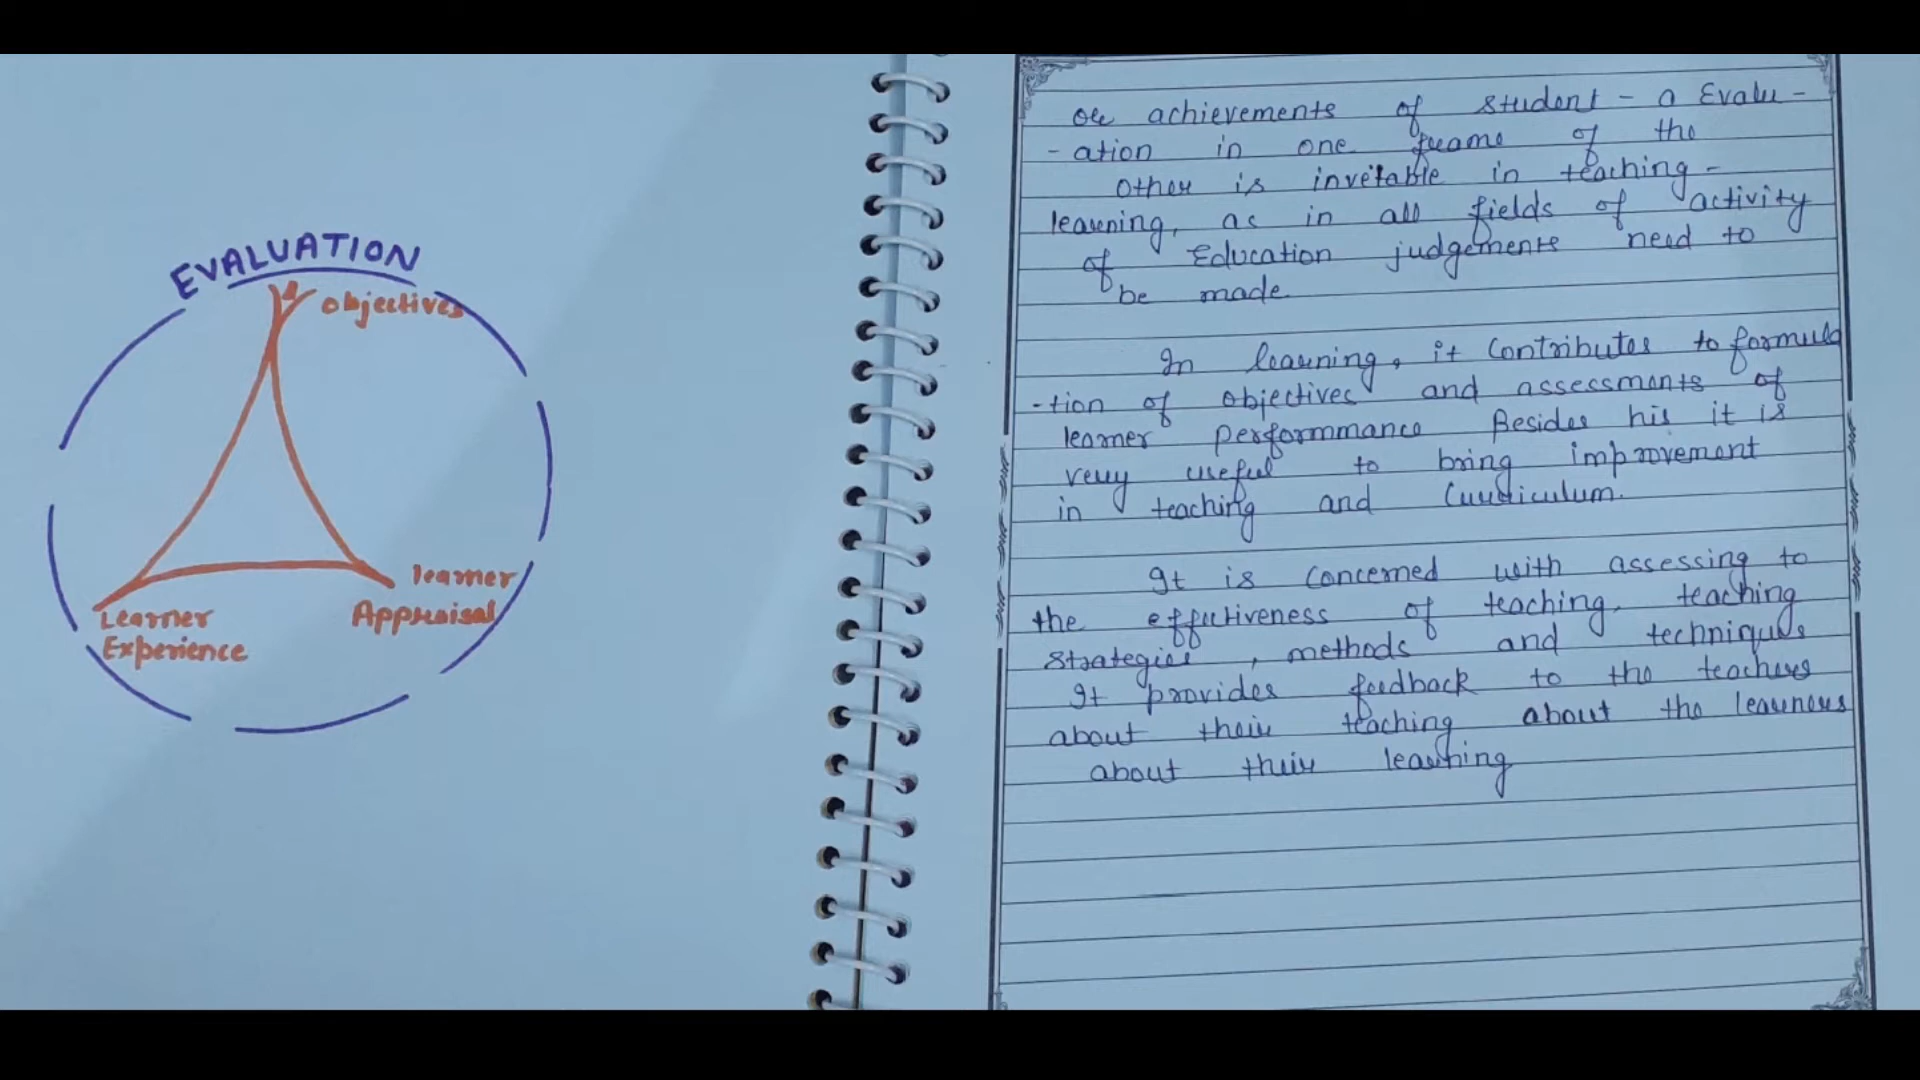 EVALUATION
objectives
learner
Appraisal
Learner
Experience
or achievements of student - a Evalu -
- ation in one frame of the
Other is invetable in teaching -
learning, as in all fields of activity
of Education judgements need to
be made.
In learning, it contributes to formula
-tion of objectives and assessments of
learner performmance Besides his it is
very useful to bring improvement
in teaching and Curriculum.
It is concerned with assessing to
the effectiveness of teaching, teaching
strategies, methods and techniques
It provides feedback to the teachers
about their teaching about the learners
about their learning